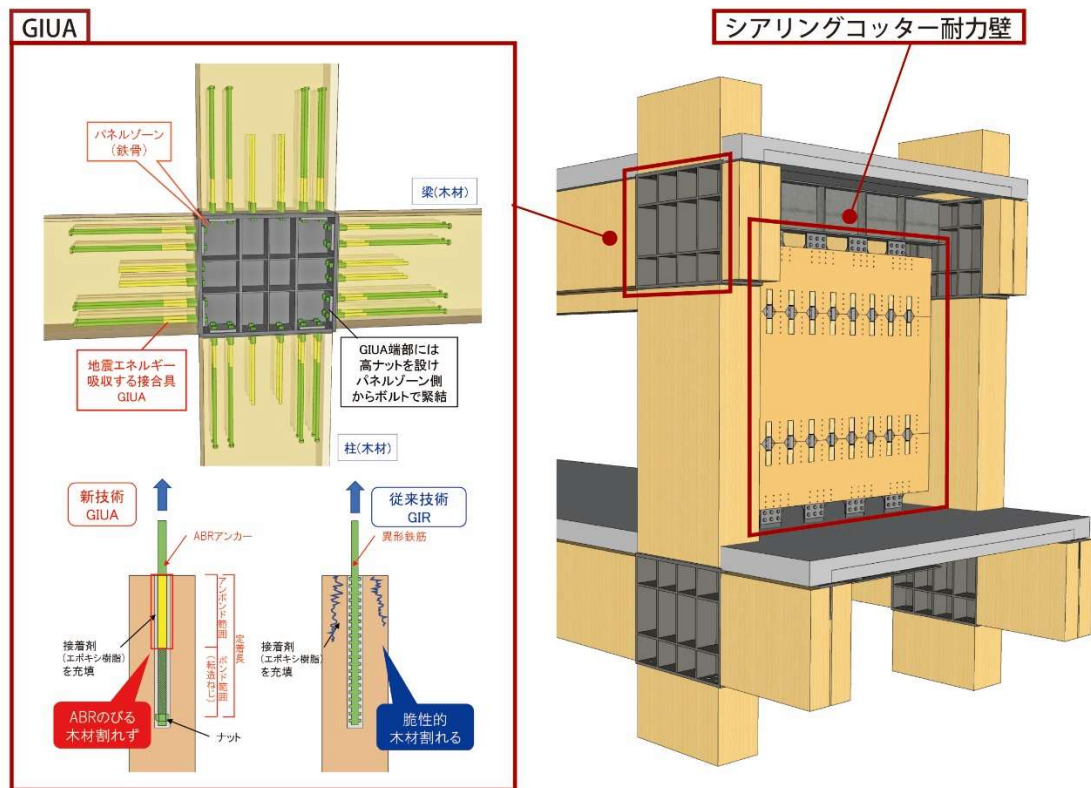 GIUA
シアリングコッター耐力壁
パネルゾーン
(鉄骨)
梁(木材)
地震エネルギー
吸収する接合具
GIUA
GIUA端部には
高ナットを設け
パネルゾーン側
からボルトで緊結
柱(木材)
新技術
GIUA
ABRアンカー
接着剤
(エポキシ樹脂)
を充填
アンボンド範囲
ボンド範囲
(転造ねじ)
定着長
ABRのびる
木材割れず
ナット
従来技術
GIR
異形鉄筋
接着剤
(エポキシ樹脂)
を充填
脆性的
木材割れる